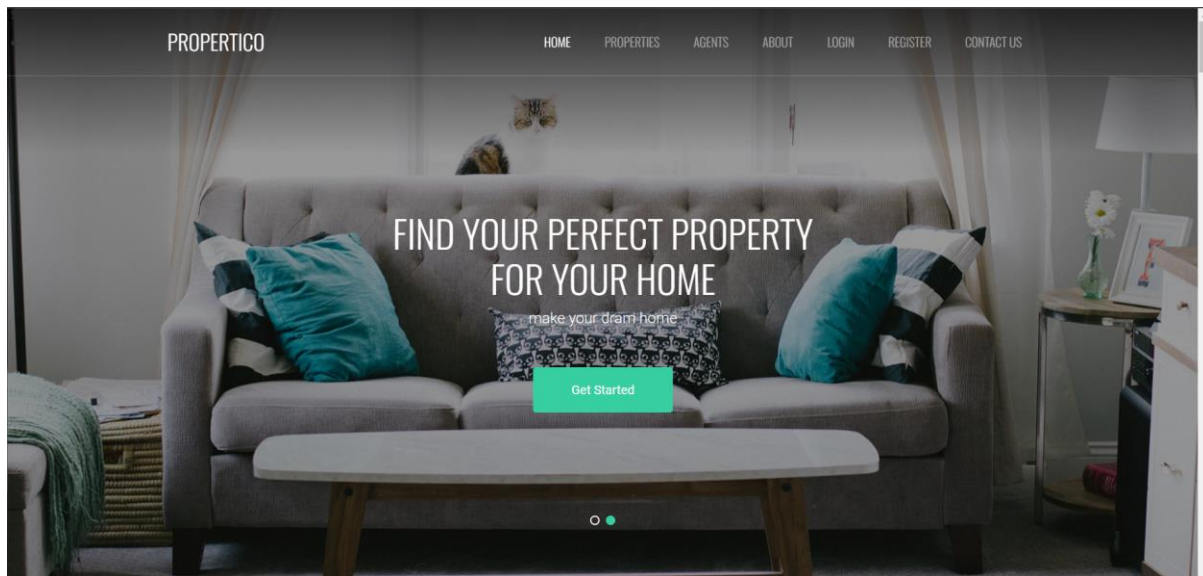 PROPERTICO
HOME PROPERTIES AGENTS ABOUT LOGIN REGISTER CONTACT US
FIND YOUR PERFECT PROPERTY
FOR YOUR HOME
make your dram home
Get Started